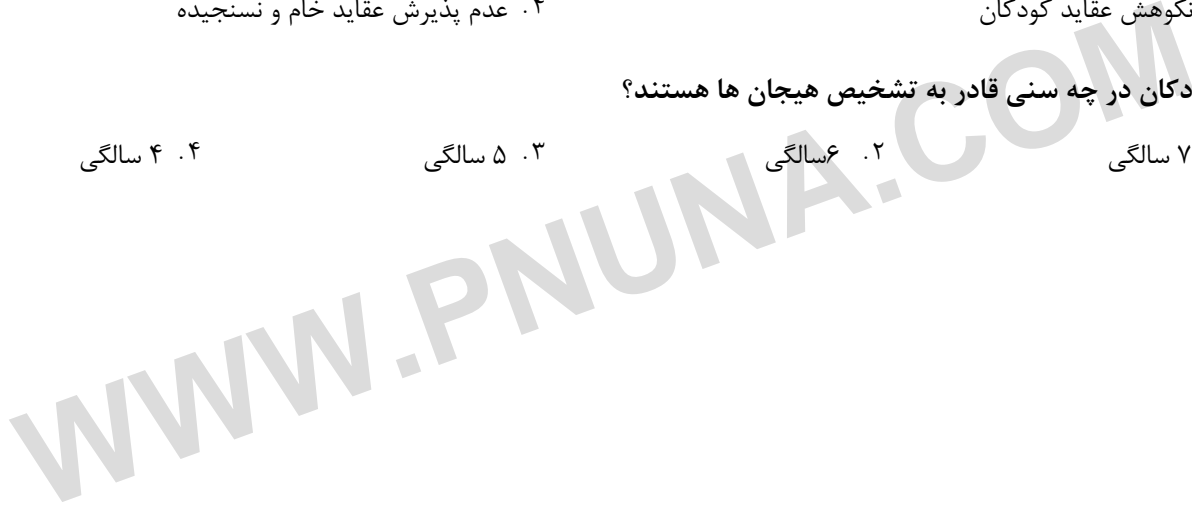 نکوهش عقاید کودکان ۴. عدم پذیرش عقاید خام و نسنجیده
دکان در چه سنی قادر به تشخیص هیجان ها هستند؟
۷ سالگی ۲. ۶سالگی ۳. ۵ سالگی ۴. ۴ سالگی
WWW.PNUNA.COM